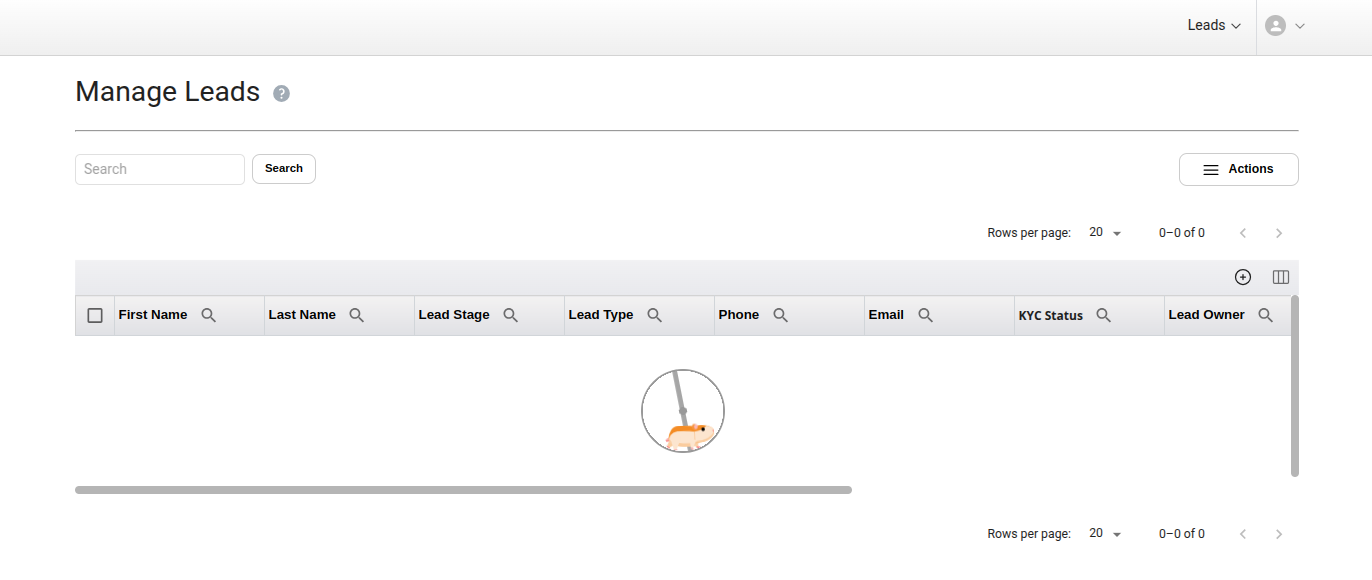 Leads
Manage Leads ?
Search Search Actions
Rows per page: 20 0–0 of 0
First Name Last Name Lead Stage Lead Type Phone Email KYC Status Lead Owner
Rows per page: 20 0–0 of 0